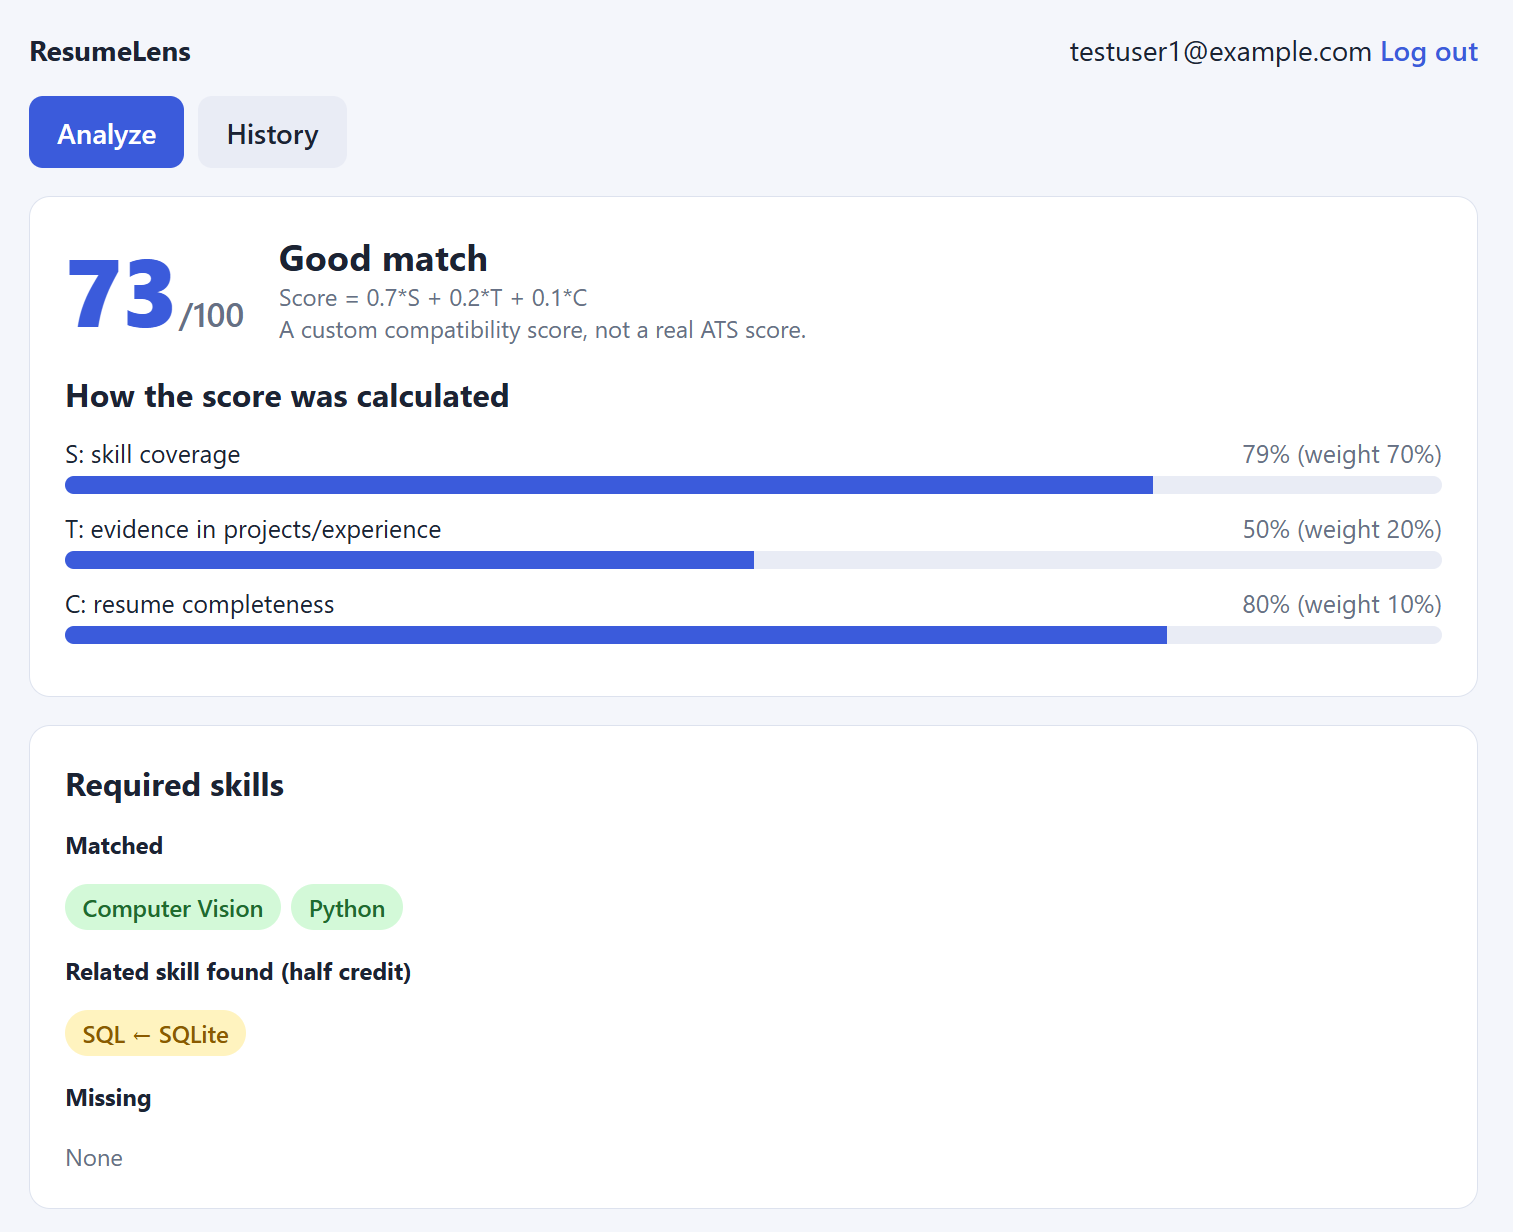 ResumeLens
testuser1@example.com Log out
Analyze
History
73/100
Good match
Score = 0.7*S + 0.2*T + 0.1*C
A custom compatibility score, not a real ATS score.
How the score was calculated
S: skill coverage
79% (weight 70%)
T: evidence in projects/experience
50% (weight 20%)
C: resume completeness
80% (weight 10%)
Required skills
Matched
Computer Vision
Python
Related skill found (half credit)
SQL ← SQLite
Missing
None